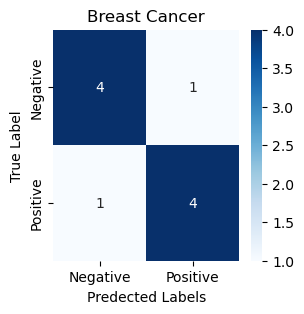 Breast Cancer
True Label
Negative
4
1
Positive
1
4
Negative
Positive
Predected Labels
4.0
3.5
3.0
2.5
2.0
1.5
1.0